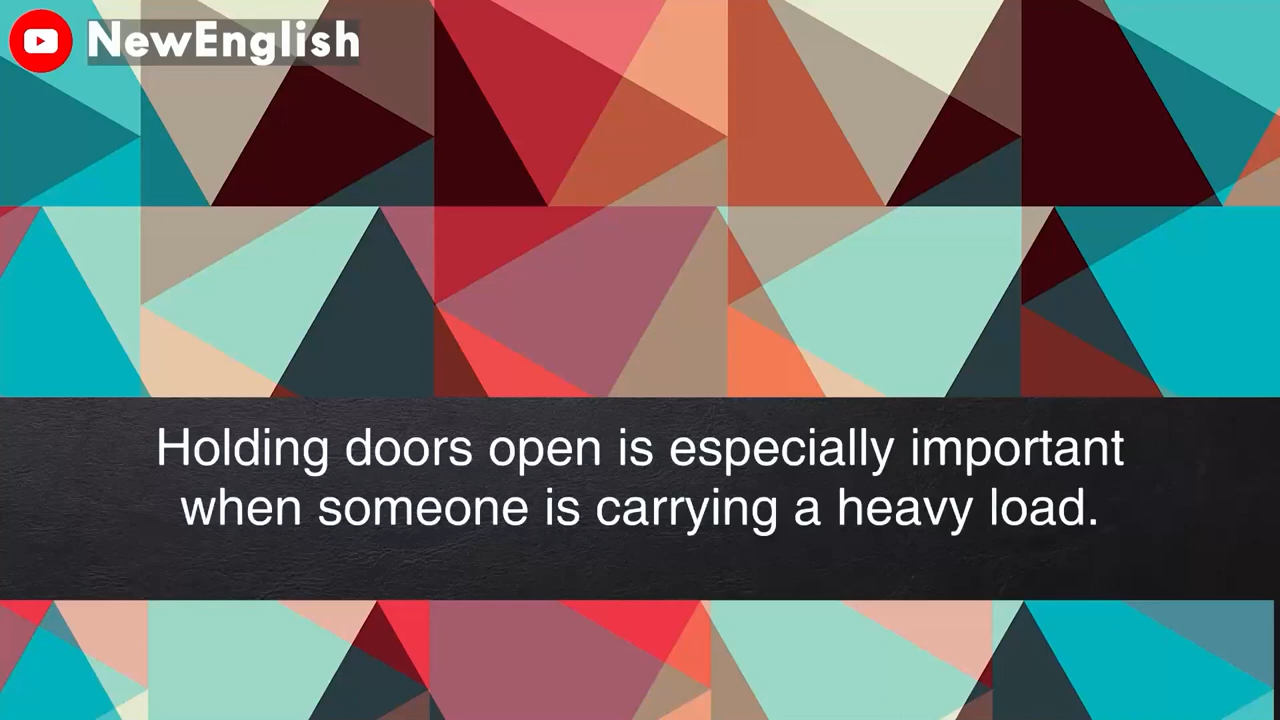 NewEnglish
Holding doors open is especially important
when someone is carrying a heavy load.